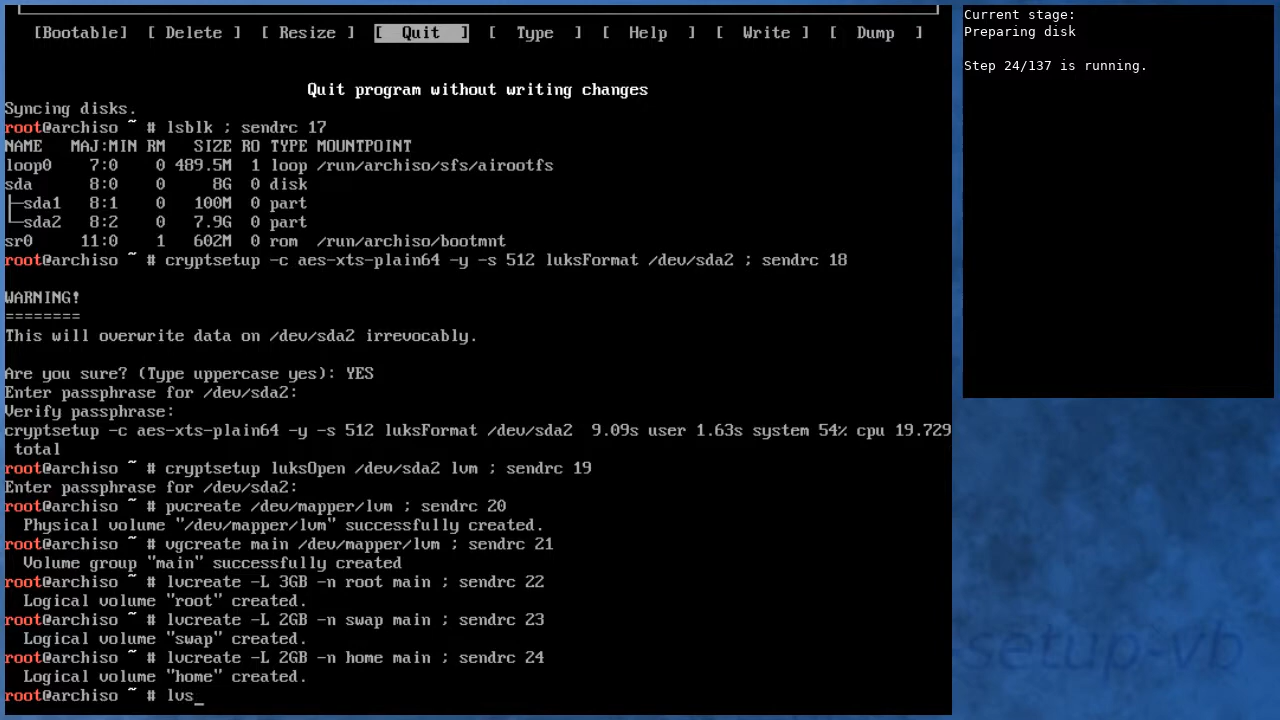 [Bootable] [ Delete ] [ Resize ] [ Quit ] [ Type ] [ Help ] [ Write ] [ Dump ]
Quit program without writing changes
Syncing disks.
root@archiso ~ # lsblk ; sendrc 17
NAME   MAJ:MIN RM   SIZE RO TYPE MOUNTPOINT
loop0    7:0    0 489.5M  1 loop /run/archiso/sfs/airootfs
sda      8:0    0     8G  0 disk
├─sda1   8:1    0   100M  0 part
└─sda2   8:2    0   7.9G  0 part
sr0     11:0    1   602M  0 rom  /run/archiso/bootmnt
root@archiso ~ # cryptsetup -c aes-xts-plain64 -y -s 512 luksFormat /dev/sda2 ; sendrc 18
WARNING!
========
This will overwrite data on /dev/sda2 irrevocably.
Are you sure? (Type uppercase yes): YES
Enter passphrase for /dev/sda2:
Verify passphrase:
cryptsetup -c aes-xts-plain64 -y -s 512 luksFormat /dev/sda2  9.09s user 1.63s system 54% cpu 19.729
total
root@archiso ~ # cryptsetup luksOpen /dev/sda2 lvm ; sendrc 19
Enter passphrase for /dev/sda2:
root@archiso ~ # pvcreate /dev/mapper/lvm ; sendrc 20
Physical volume "/dev/mapper/lvm" successfully created.
root@archiso ~ # vgcreate main /dev/mapper/lvm ; sendrc 21
Volume group "main" successfully created
root@archiso ~ # lvcreate -L 3GB -n root main ; sendrc 22
Logical volume "root" created.
root@archiso ~ # lvcreate -L 2GB -n swap main ; sendrc 23
Logical volume "swap" created.
root@archiso ~ # lvcreate -L 2GB -n home main ; sendrc 24
Logical volume "home" created.
root@archiso ~ # lvs_
Current stage:
Preparing disk
Step 24/137 is running.
setup-vb